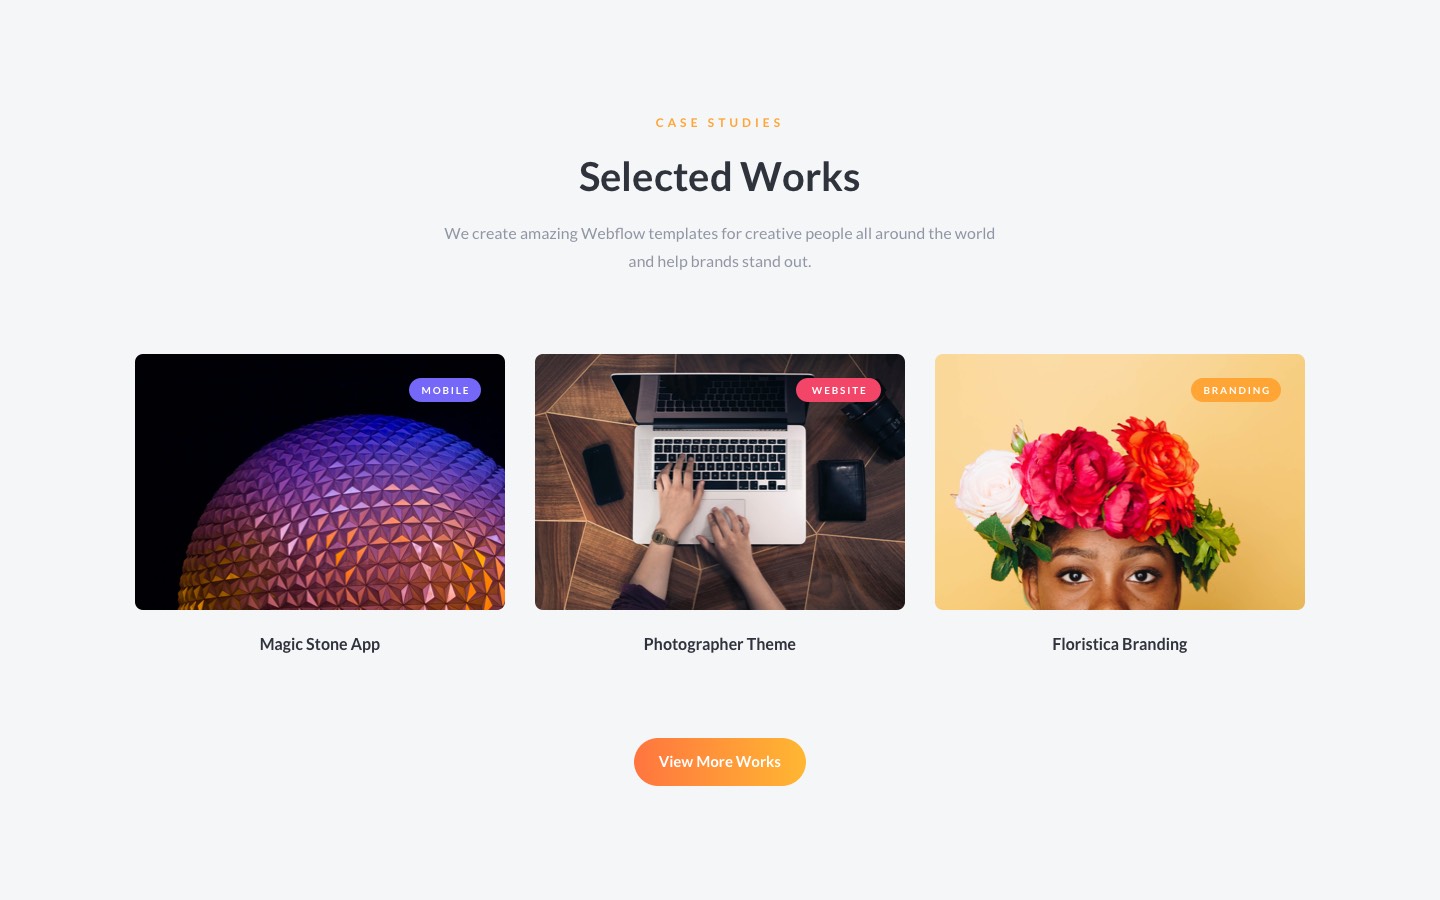 CASE STUDIES
Selected Works
We create amazing Webflow templates for creative people all around the world
and help brands stand out.
MOBILE
WEBSITE
BRANDING
Magic Stone App
Photographer Theme
Floristica Branding
View More Works